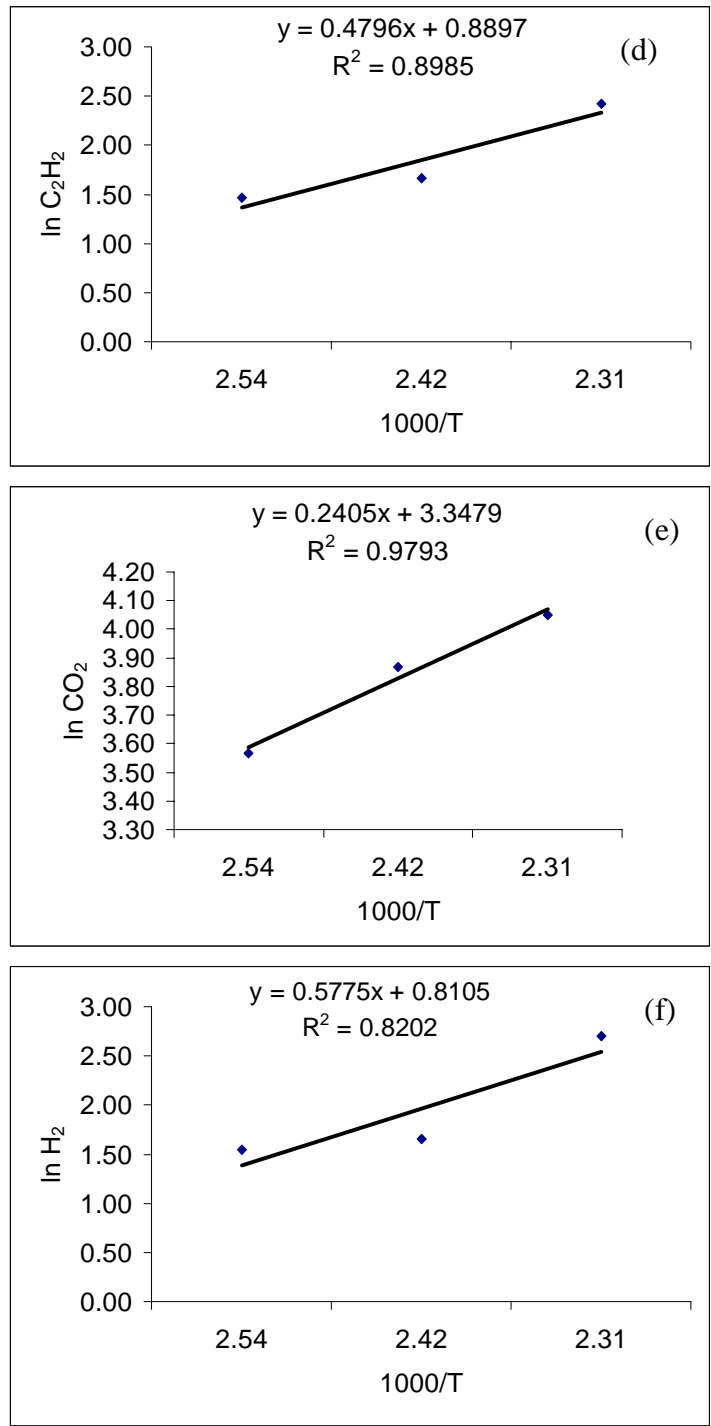 y = 0.4796x + 0.8897
R² = 0.8985
(d)
3.00
2.50
2.00
1.50
1.00
0.50
0.00
ln C₂H₂
2.54 2.42 2.31
1000/T
y = 0.2405x + 3.3479
R² = 0.9793
(e)
4.20
4.10
4.00
3.90
3.80
3.70
3.60
3.50
3.40
3.30
ln CO₂
2.54 2.42 2.31
1000/T
y = 0.5775x + 0.8105
R² = 0.8202
(f)
3.00
2.50
2.00
1.50
1.00
0.50
0.00
ln H₂
2.54 2.42 2.31
1000/T